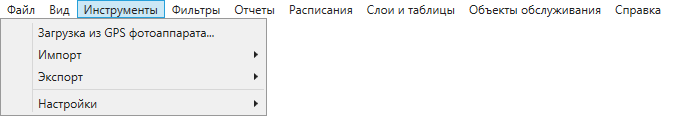 Файл Вид Инструменты Фильтры Отчеты Расписания Слои и таблицы Объекты обслуживания Справка
Загрузка из GPS фотоаппарата...
Импорт
Экспорт
Настройки